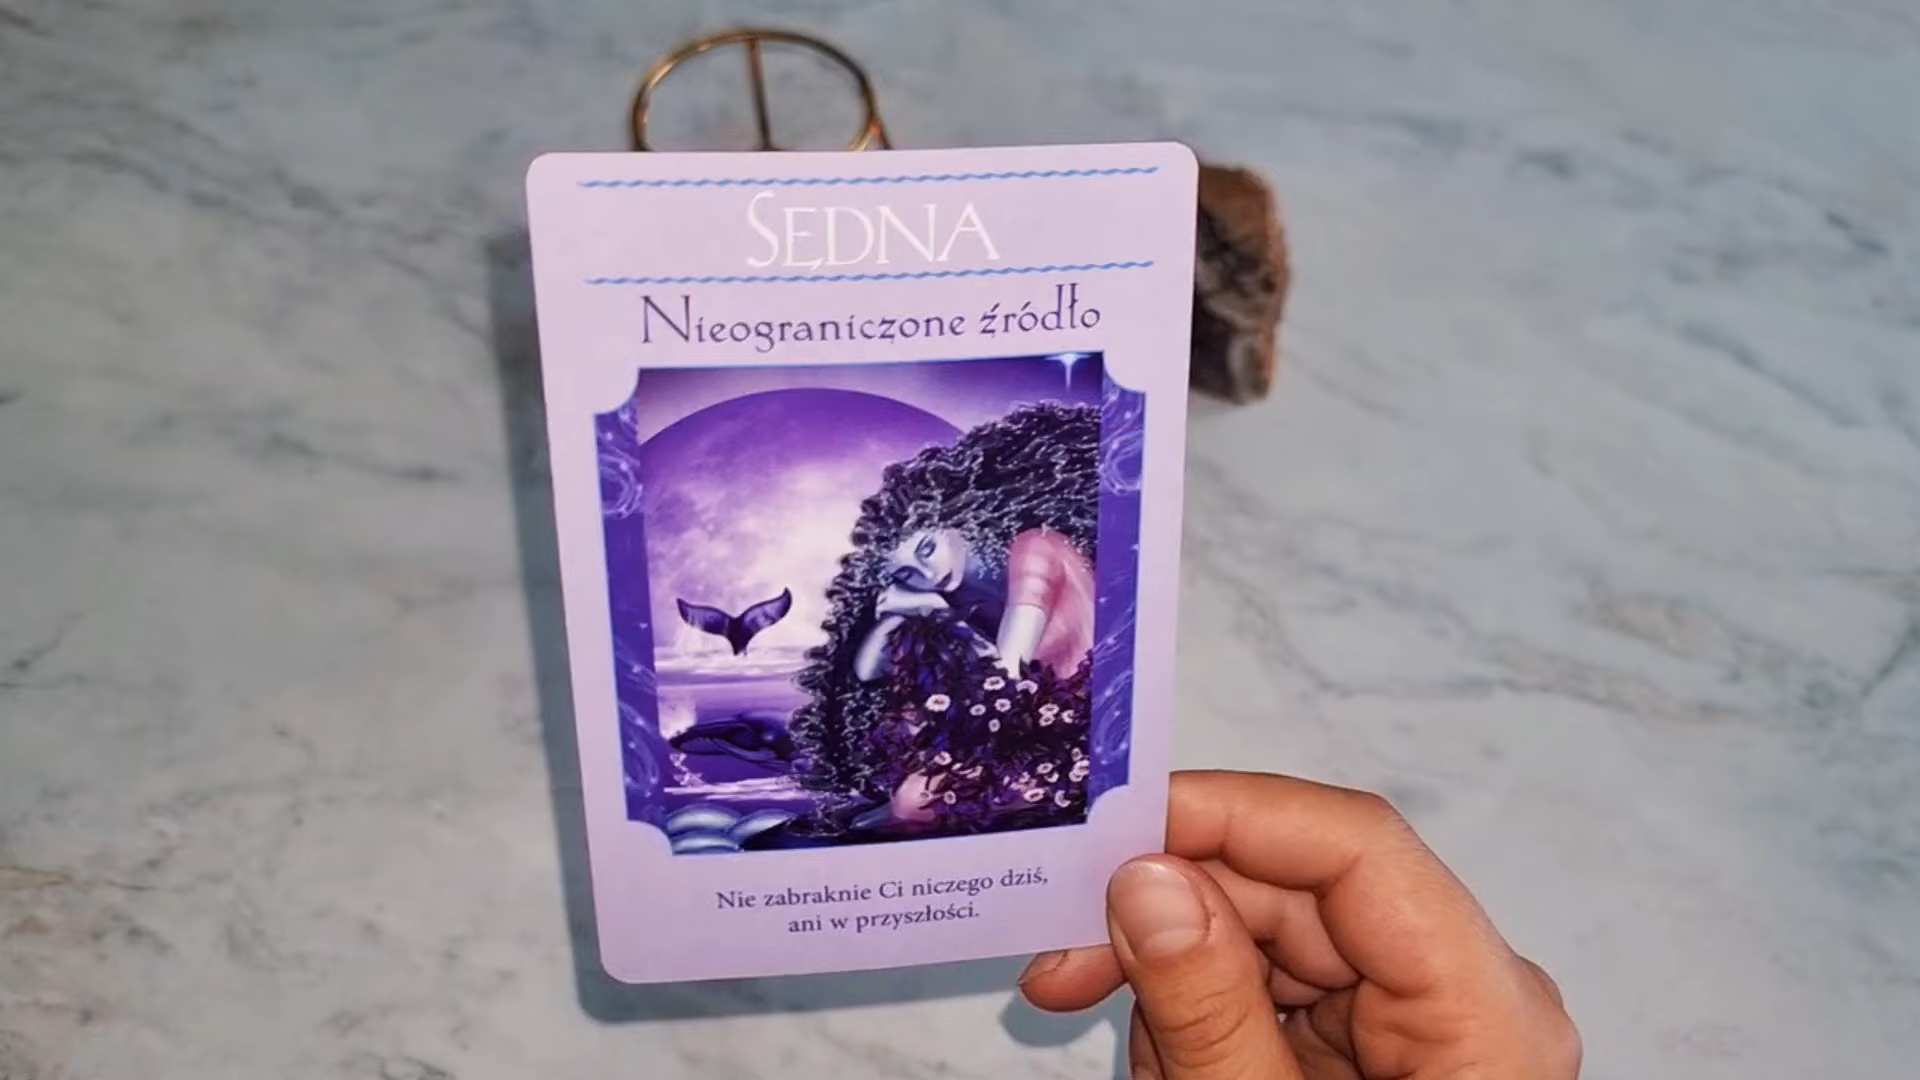 SEDNA
Nieograniczone źródło
Nie zabraknie Ci niczego dziś,
ani w przyszłości.